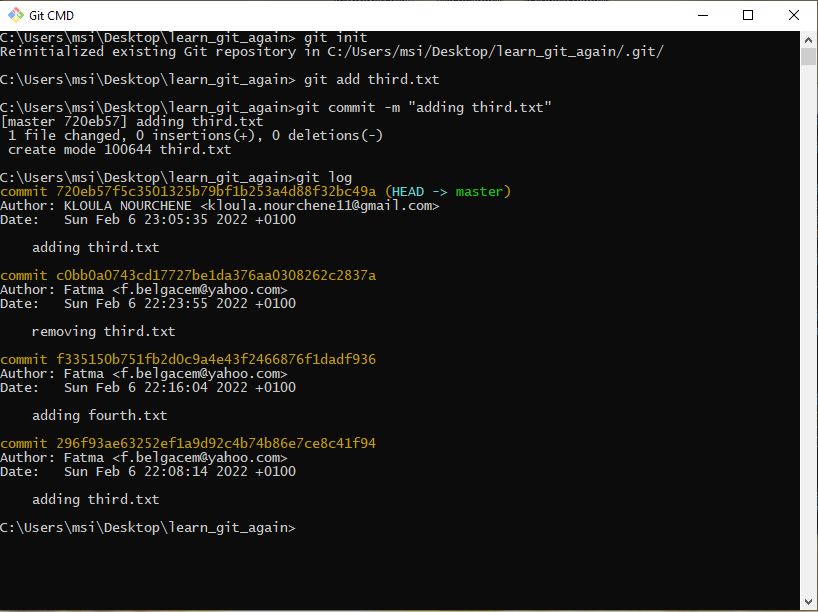 Git CMD
C:\Users\msi\Desktop\learn_git_again> git init
Reinitialized existing Git repository in C:/Users/msi/Desktop/learn_git_again/.git/
C:\Users\msi\Desktop\learn_git_again> git add third.txt
C:\Users\msi\Desktop\learn_git_again>git commit -m "adding third.txt"
[master 720eb57] adding third.txt
 1 file changed, 0 insertions(+), 0 deletions(-)
 create mode 100644 third.txt
C:\Users\msi\Desktop\learn_git_again>git log
commit 720eb57f5c3501325b79bf1b253a4d88f32bc49a (HEAD -> master)
Author: KLOULA NOURCHENE <kloula.nourchene11@gmail.com>
Date:   Sun Feb 6 23:05:35 2022 +0100
    adding third.txt
commit c0bb0a0743cd17727be1da376aa0308262c2837a
Author: Fatma <f.belgacem@yahoo.com>
Date:   Sun Feb 6 22:23:55 2022 +0100
    removing third.txt
commit f335150b751fb2d0c9a4e43f2466876f1dadf936
Author: Fatma <f.belgacem@yahoo.com>
Date:   Sun Feb 6 22:16:04 2022 +0100
    adding fourth.txt
commit 296f93ae63252ef1a9d92c4b74b86e7ce8c41f94
Author: Fatma <f.belgacem@yahoo.com>
Date:   Sun Feb 6 22:08:14 2022 +0100
    adding third.txt
C:\Users\msi\Desktop\learn_git_again>